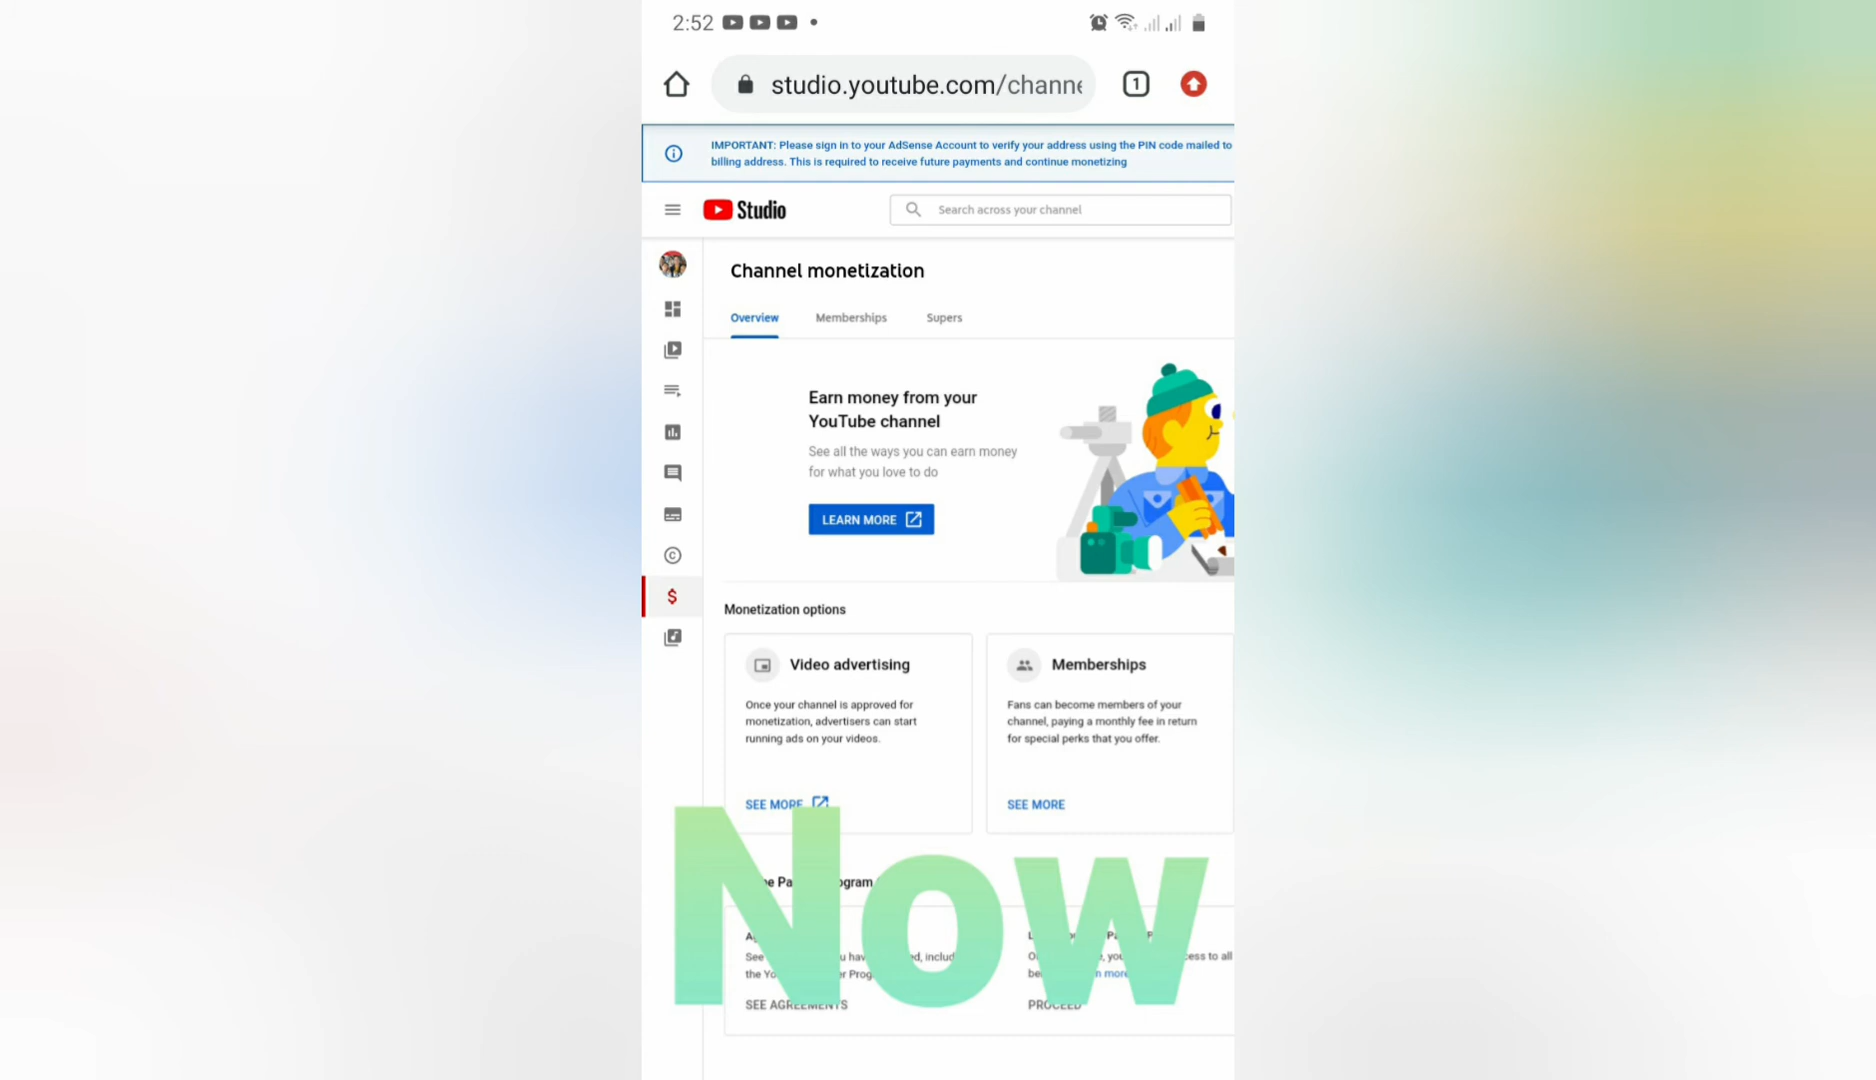 2:52
studio.youtube.com/channe
1
IMPORTANT: Please sign in to your AdSense Account to verify your address using the PIN code mailed to
billing address. This is required to receive future payments and continue monetizing
Studio
Search across your channel
Channel monetization
Overview Memberships Supers
Earn money from your
YouTube channel
See all the ways you can earn money
for what you love to do
LEARN MORE
Monetization options
Video advertising
Once your channel is approved for
monetization, advertisers can start
running ads on your videos.
SEE MORE
Memberships
Fans can become members of your
channel, paying a monthly fee in return
for special perks that you offer.
SEE MORE
Now
See
the
SEE AGREEMENTS
to all
more
PROCEED